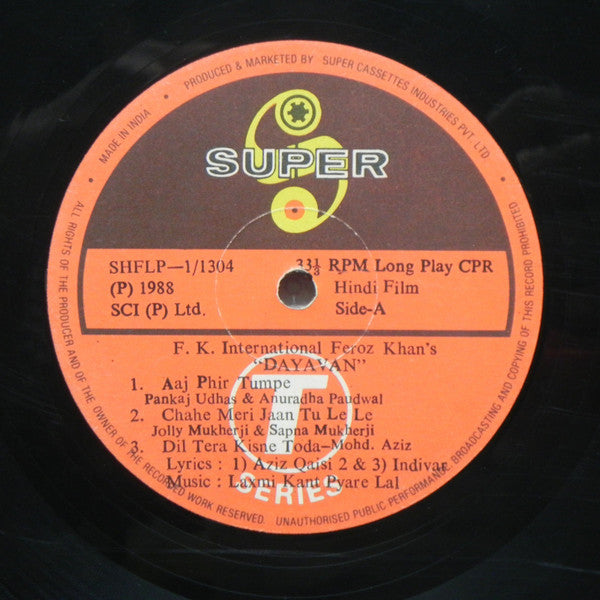 PRODUCED & MARKETED BY SUPER CASSETTES INDUSTRIES PVT. LTD.
MADE IN INDIA
SUPER
SHFLP—1/1304 33⅓ RPM Long Play CPR
(P) 1988 Hindi Film
SCI (P) Ltd. Side-A
F. K. International Feroz Khan's
"DAYAVAN"
1. Aaj Phir Tumpe
Pankaj Udhas & Anuradha Paudwal
2. Chahe Meri Jaan Tu Le Le
Jolly Mukherji & Sapna Mukherji
3. Dil Tera Kisne Toda—Mohd. Aziz
Lyrics : 1) Aziz Qaisi 2 & 3) Indivar
Music : Laxmi Kant Pyare Lal
T
SERIES
ALL RIGHTS OF THE PRODUCER AND OF THE OWNER OF THE RECORDED WORK RESERVED. UNAUTHORISED PUBLIC PERFORMANCE, BROADCASTING AND COPYING OF THIS RECORD PROHIBITED